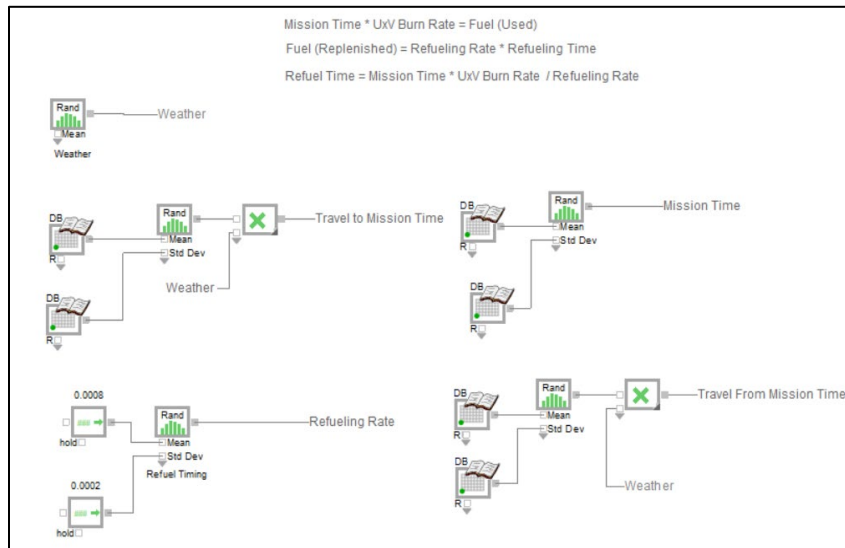 Mission Time * UxV Burn Rate = Fuel (Used)
Fuel (Replenished) = Refueling Rate * Refueling Time
Refuel Time = Mission Time * UxV Burn Rate / Refueling Rate
Rand
Mean
Weather
Weather
DB
R
DB
R
Rand
Mean
Std Dev
Weather
Travel to Mission Time
DB
R
DB
R
Rand
Mean
Std Dev
Mission Time
0.0008
hold
0.0002
hold
Rand
Mean
Std Dev
Refuel Timing
Refueling Rate
DB
R
DB
R
Rand
Mean
Std Dev
Weather
Travel From Mission Time